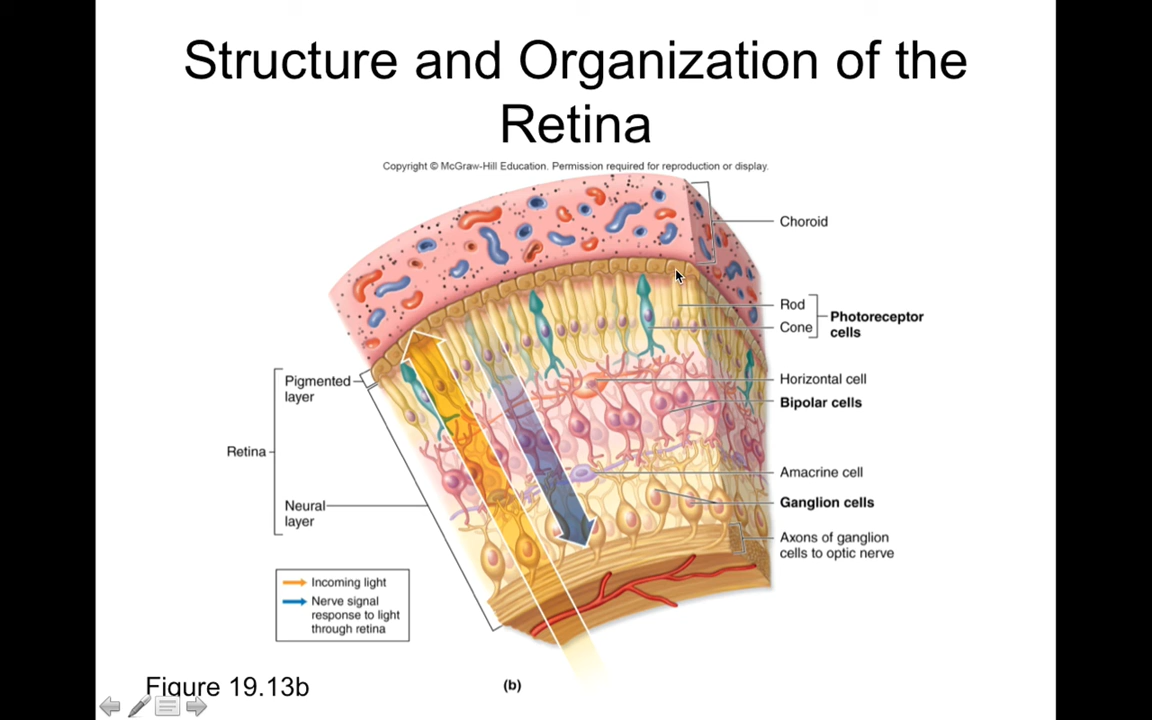 Structure and Organization of the
Retina
Copyright © McGraw-Hill Education. Permission required for reproduction or display.
Choroid
Rod
Cone
Photoreceptor
cells
Horizontal cell
Bipolar cells
Amacrine cell
Ganglion cells
Axons of ganglion
cells to optic nerve
Pigmented
layer
Retina
Neural
layer
Incoming light
Nerve signal
response to light
through retina
Figure 19.13b
(b)